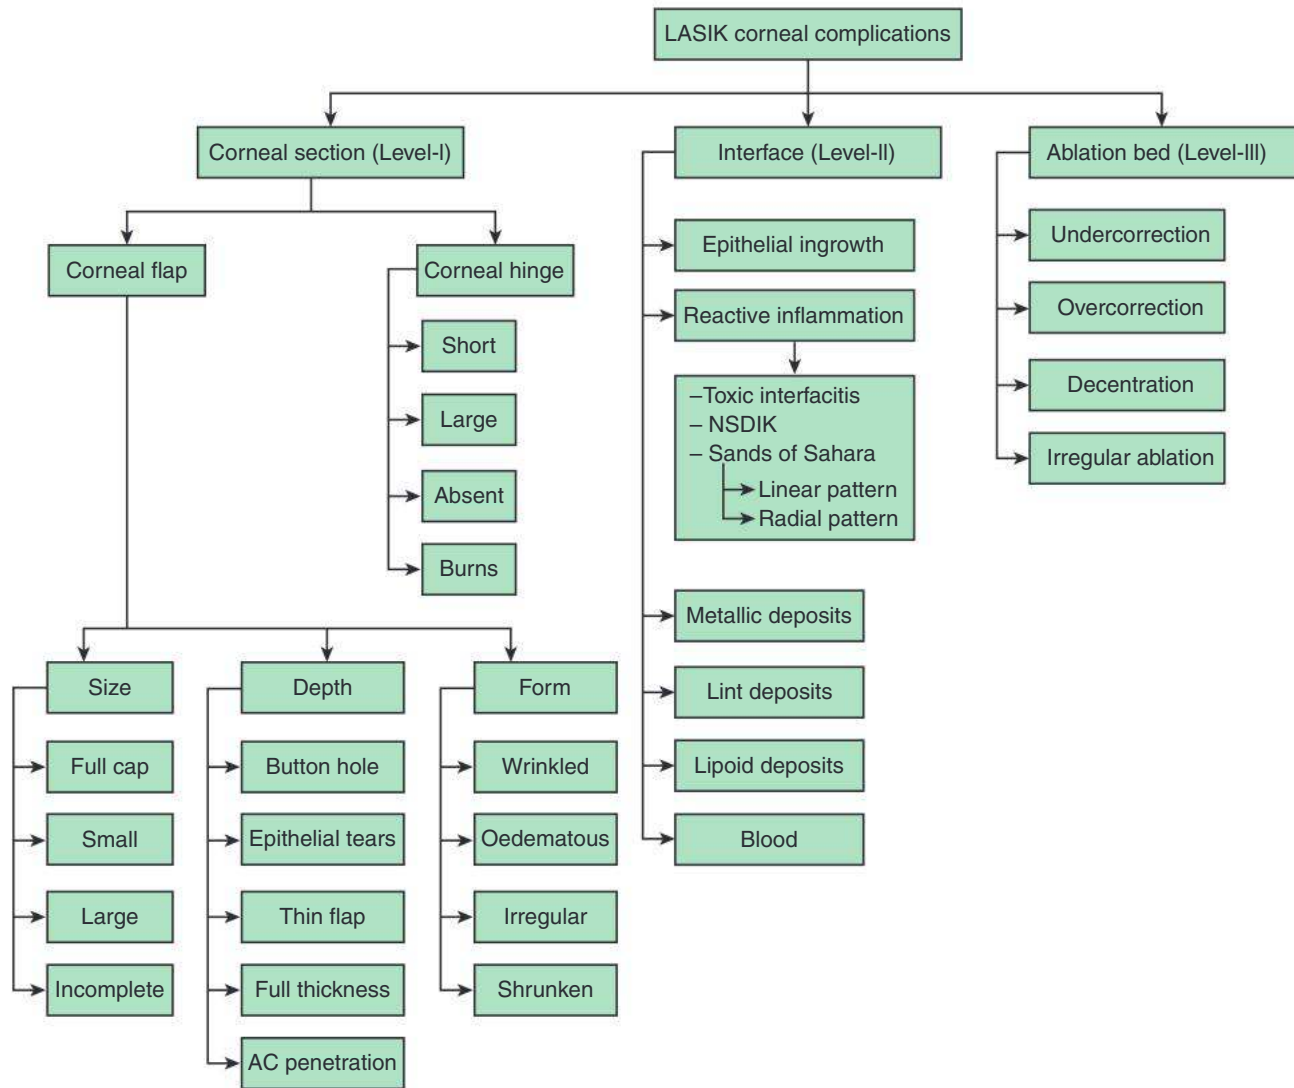 LASIK corneal complications
Corneal section (Level-I)
Interface (Level-II)
Ablation bed (Level-III)
Corneal flap
Corneal hinge
Short
Large
Absent
Burns
Size
Full cap
Small
Large
Incomplete
Depth
Button hole
Epithelial tears
Thin flap
Full thickness
AC penetration
Form
Wrinkled
Oedematous
Irregular
Shrunken
Epithelial ingrowth
Reactive inflammation
–Toxic interfacitis
– NSDIK
– Sands of Sahara
Linear pattern
Radial pattern
Metallic deposits
Lint deposits
Lipoid deposits
Blood
Undercorrection
Overcorrection
Decentration
Irregular ablation